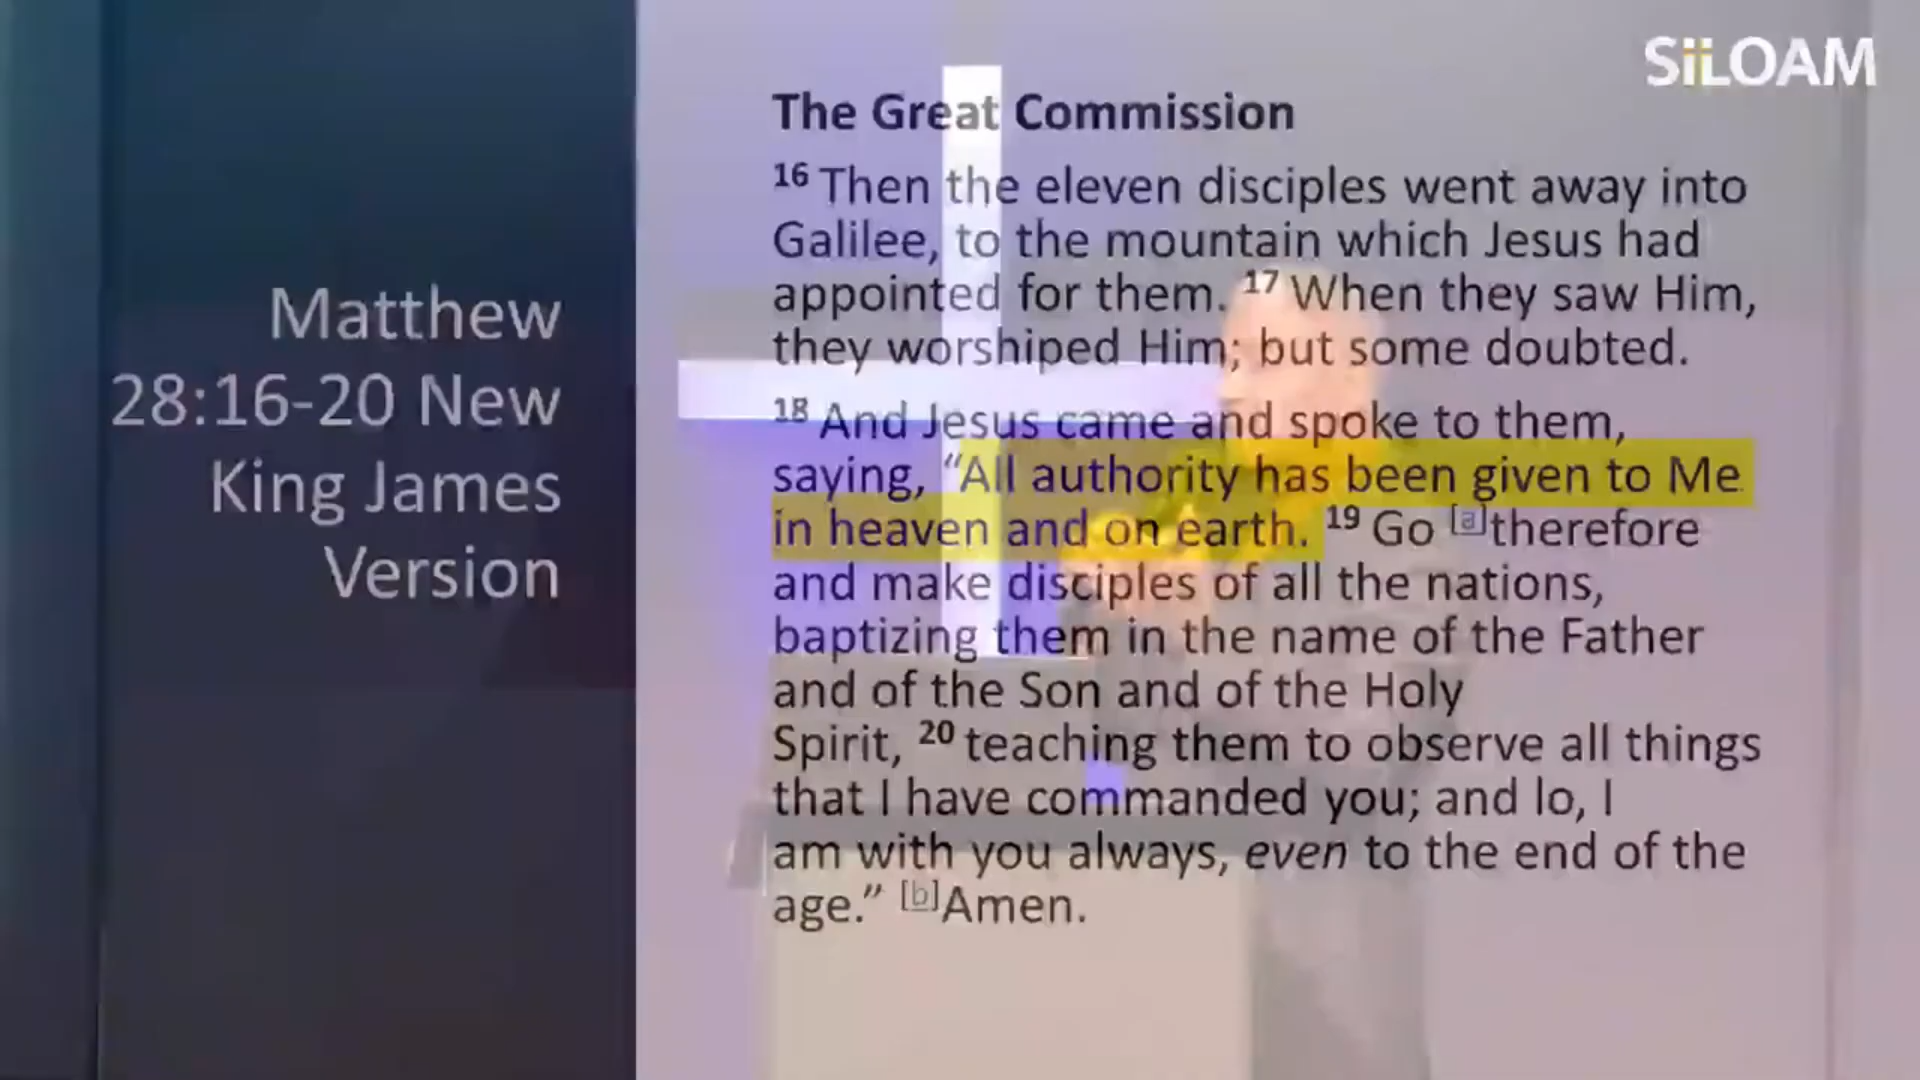 SiLOAM
Matthew
28:16-20 New
King James
Version
The Great Commission
16 Then the eleven disciples went away into
Galilee, to the mountain which Jesus had
appointed for them. 17 When they saw Him,
they worshiped Him; but some doubted.
18 And Jesus came and spoke to them,
saying, “All authority has been given to Me
in heaven and on earth. 19 Go [a]therefore
and make disciples of all the nations,
baptizing them in the name of the Father
and of the Son and of the Holy
Spirit, 20 teaching them to observe all things
that I have commanded you; and lo, I
am with you always, even to the end of the
age.” [b]Amen.